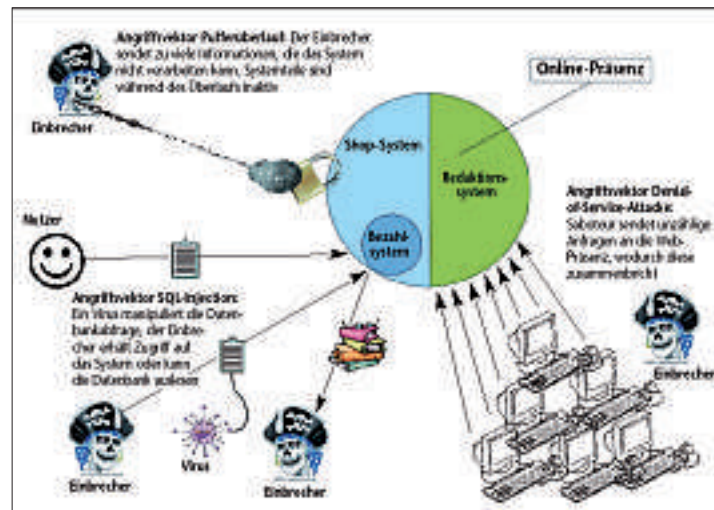 Angriffsvektor Pufferüberlauf: Der Einbrecher
sendet zu viele Informationen, die das System
nicht verarbeiten kann, Systemteile sind
während des Überlaufs inaktiv
Einbrecher
Online-Präsenz
Shop-System
Redaktions-
system
Bezahl-
system
Nutzer
Angriffsvektor SQL-Injection:
Ein Virus manipuliert die Daten-
bankabfrage, der Einbre-
cher erhält Zugriff auf
das System oder kann
die Datenbank auslesen
Angriffsvektor Denial-
of-Service-Attacke:
Saboteur sendet unzählige
Anfragen an die Web-
Präsenz, wodurch diese
zusammenbricht
Einbrecher
Virus
Einbrecher
Einbrecher